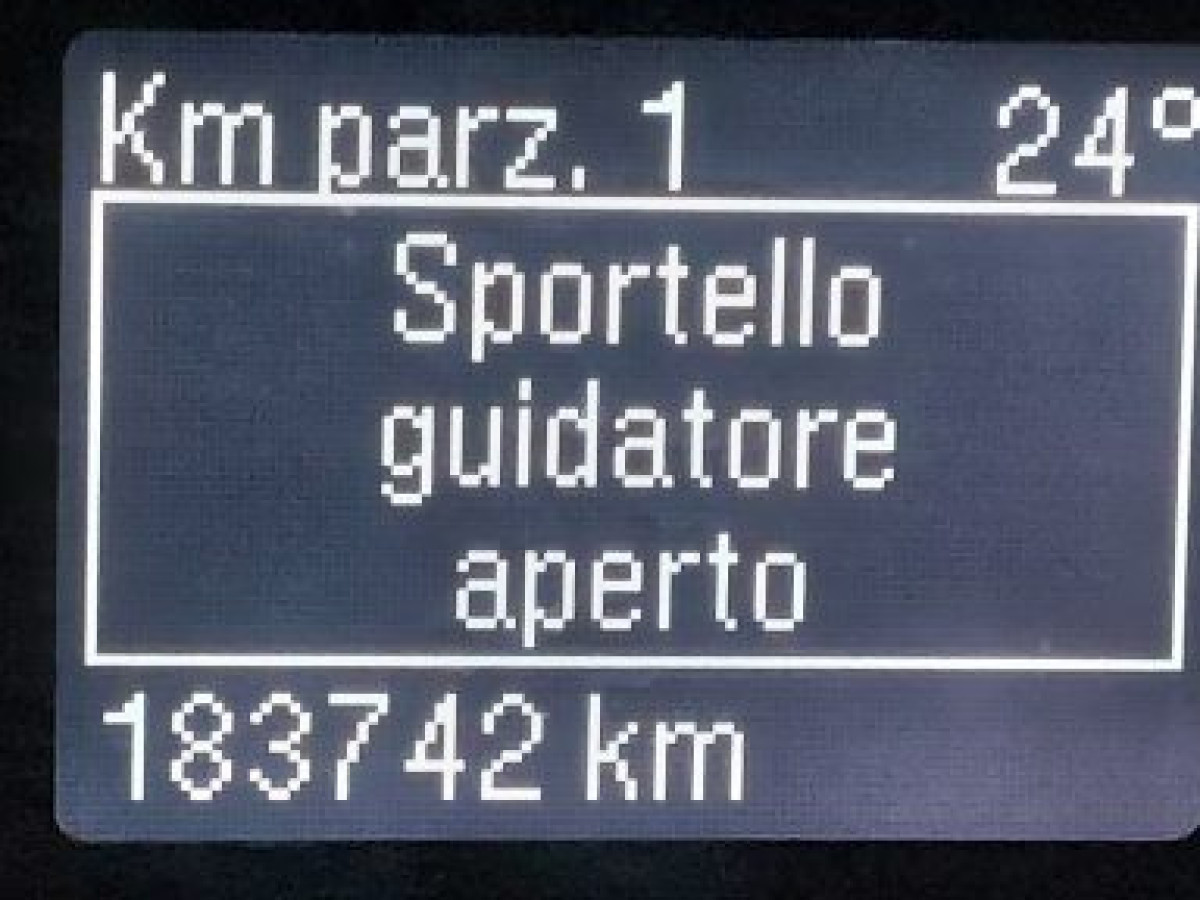 Km parz. 1 24°
Sportello
guidatore
aperto
183742 km